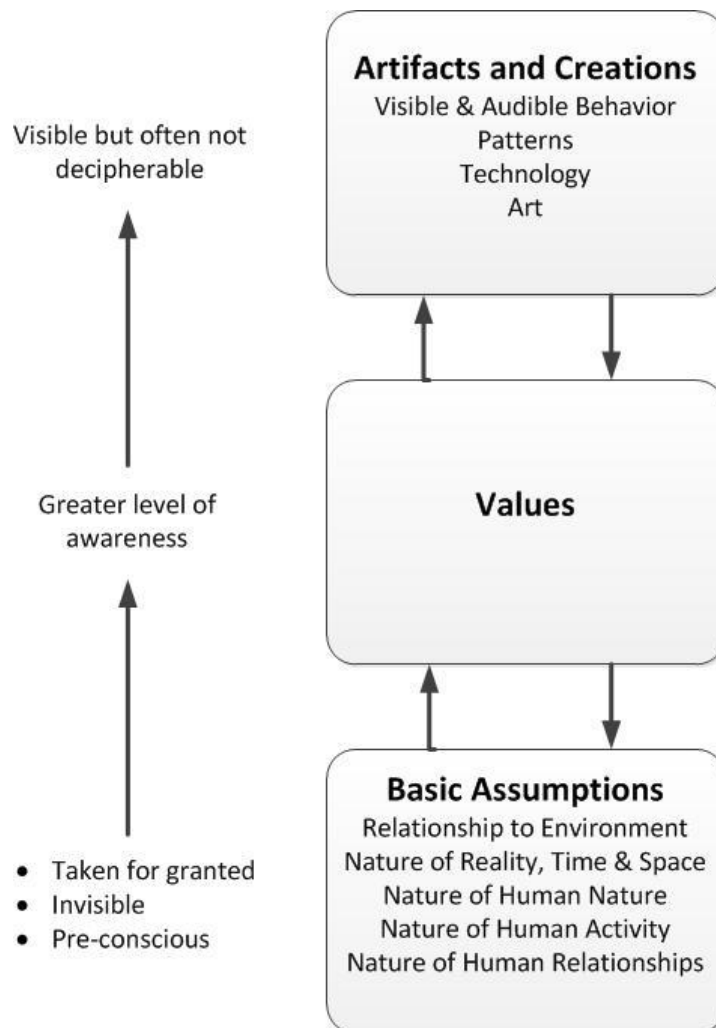 Artifacts and Creations
Visible & Audible Behavior
Patterns
Technology
Art
Visible but often not
decipherable
Values
Greater level of
awareness
Basic Assumptions
Relationship to Environment
Nature of Reality, Time & Space
Nature of Human Nature
Nature of Human Activity
Nature of Human Relationships
• Taken for granted
• Invisible
• Pre-conscious